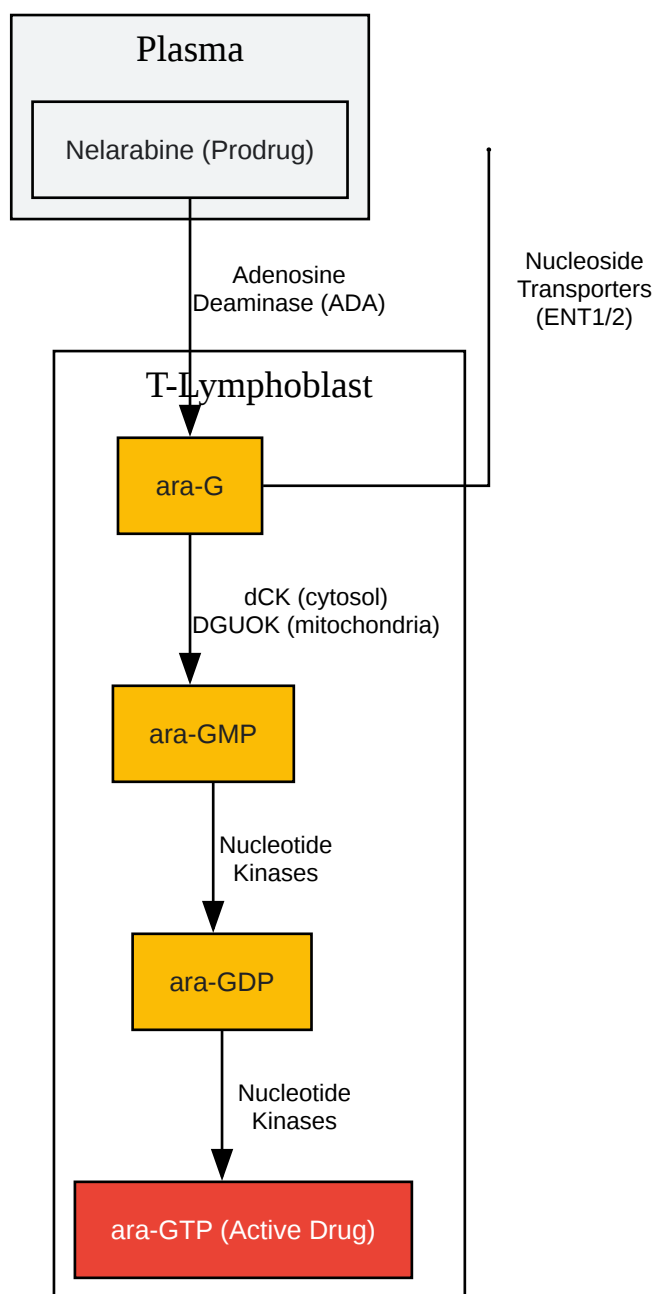 Plasma
Nelarabine (Prodrug)
Adenosine
Deaminase (ADA)
Nucleoside
Transporters
(ENT1/2)
T-Lymphoblast
ara-G
dCK (cytosol)
DGUOK (mitochondria)
ara-GMP
Nucleotide
Kinases
ara-GDP
Nucleotide
Kinases
ara-GTP (Active Drug)